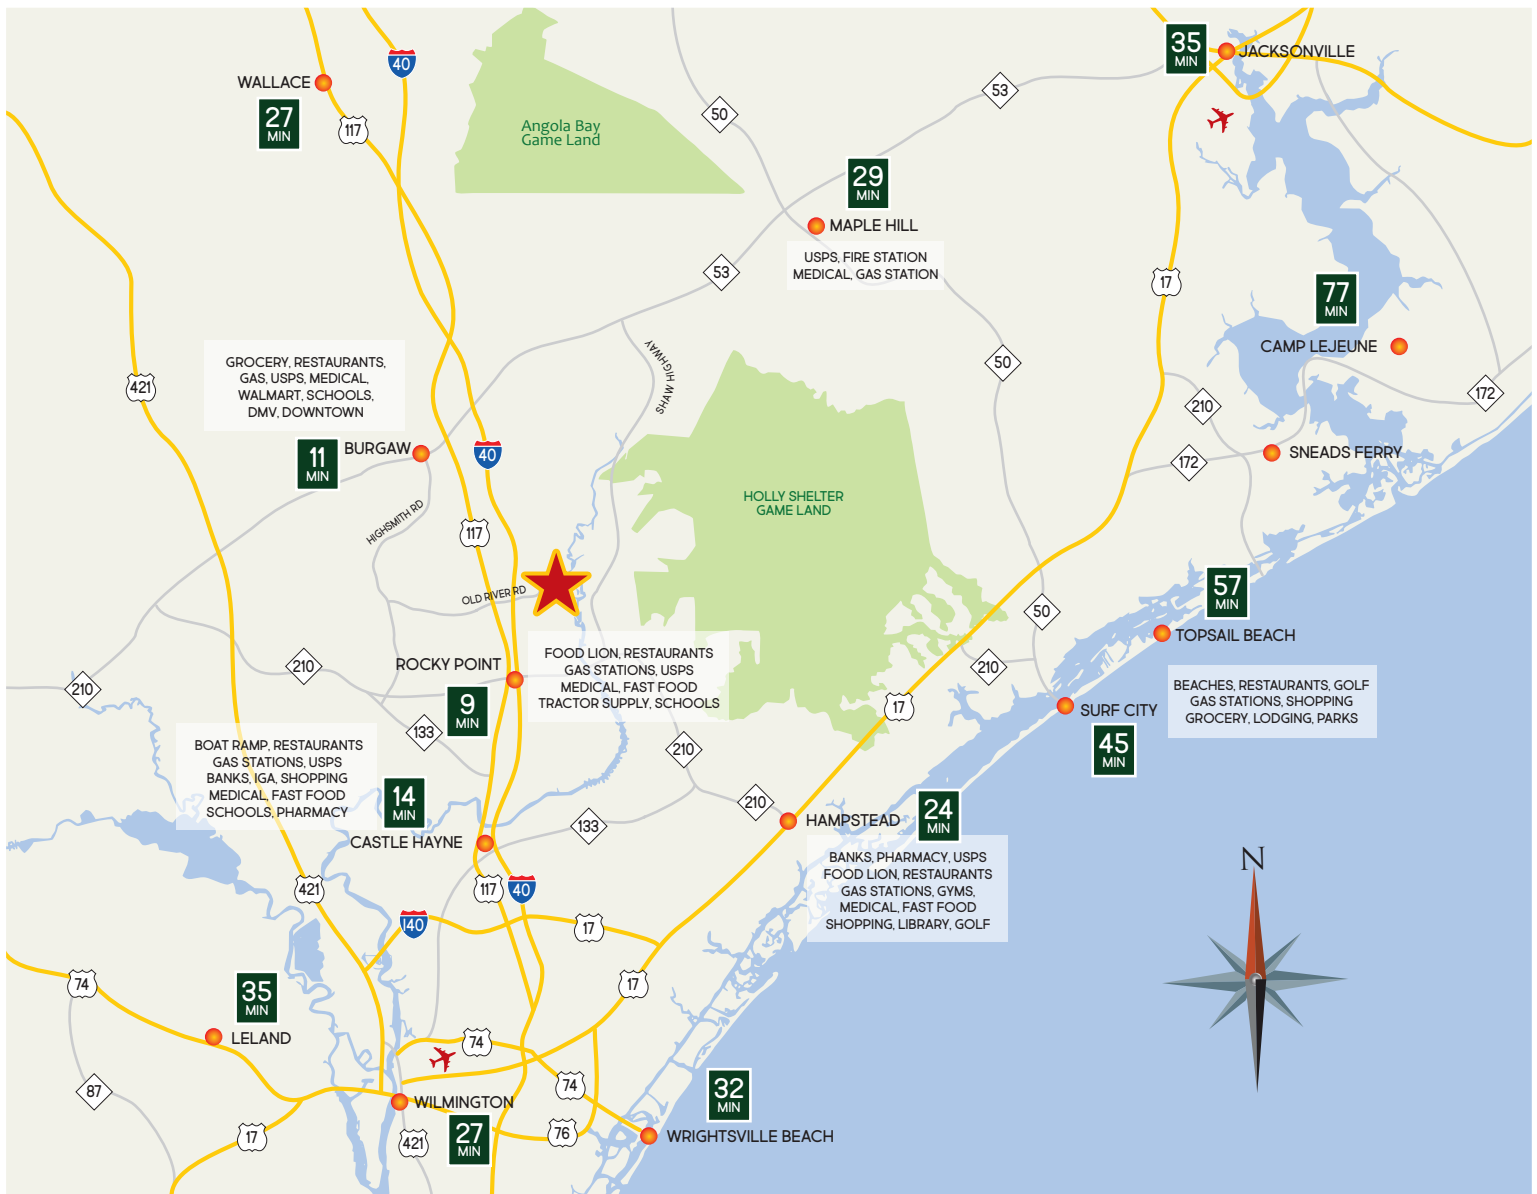 35
MIN
JACKSONVILLE
40
WALLACE
27
MIN
117
Angola Bay
Game Land
50
53
29
MIN
MAPLE HILL
USPS, FIRE STATION
MEDICAL, GAS STATION
53
17
77
MIN
CAMP LEJEUNE
GROCERY, RESTAURANTS,
GAS, USPS, MEDICAL,
WALMART, SCHOOLS,
DMV, DOWNTOWN
SHAW HIGHWAY
50
421
172
210
11
MIN
BURGAW
40
172
SNEADS FERRY
HOLLY SHELTER
GAME LAND
HIGHSMITH RD
117
OLD RIVER RD
57
MIN
TOPSAIL BEACH
50
210
ROCKY POINT
9
MIN
FOOD LION, RESTAURANTS
GAS STATIONS, USPS
MEDICAL, FAST FOOD
TRACTOR SUPPLY, SCHOOLS
210
210
BEACHES, RESTAURANTS, GOLF
GAS STATIONS, SHOPPING
GROCERY, LODGING, PARKS
17
SURF CITY
45
MIN
133
210
BOAT RAMP, RESTAURANTS
GAS STATIONS, USPS
BANKS, IGA, SHOPPING
MEDICAL, FAST FOOD
SCHOOLS, PHARMACY
14
MIN
CASTLE HAYNE
133
210
HAMPSTEAD
24
MIN
BANKS, PHARMACY, USPS
FOOD LION, RESTAURANTS
GAS STATIONS, GYMS,
MEDICAL, FAST FOOD
SHOPPING, LIBRARY, GOLF
N
421
117
40
140
17
74
17
35
MIN
LELAND
74
87
74
32
MIN
WILMINGTON
27
MIN
17
421
76
WRIGHTSVILLE BEACH